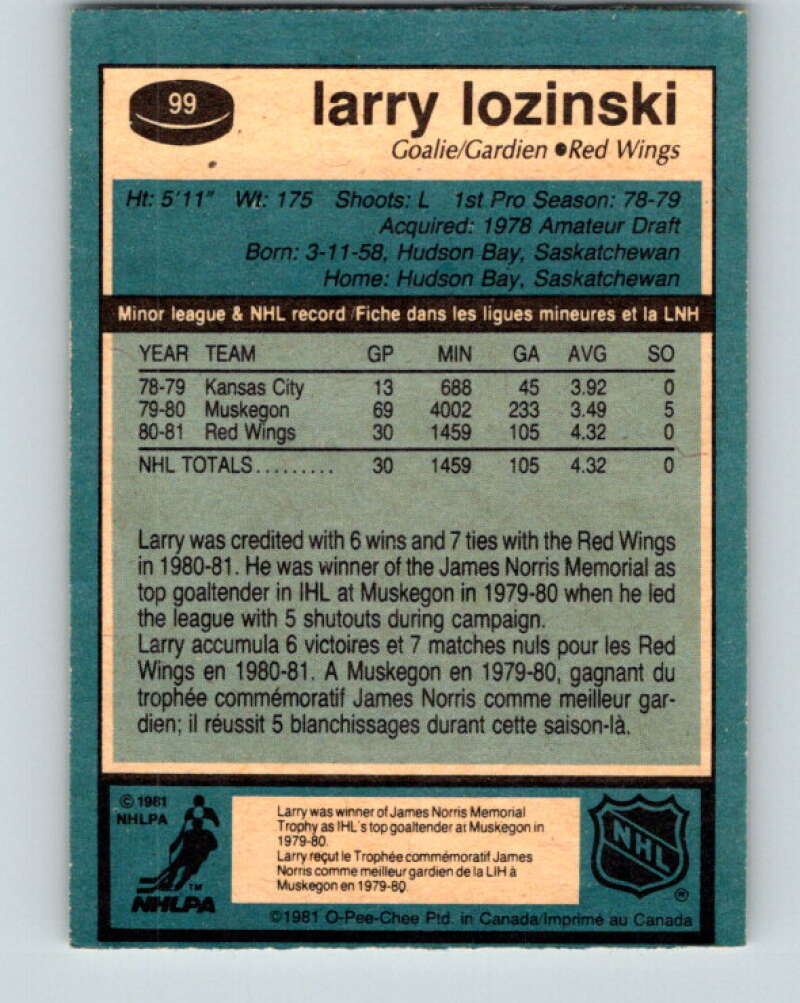 99
larry lozinski
Goalie/Gardien ●Red Wings
Ht: 5'11" Wt: 175 Shoots: L 1st Pro Season: 78-79
Acquired: 1978 Amateur Draft
Born: 3-11-58, Hudson Bay, Saskatchewan
Home: Hudson Bay, Saskatchewan
Minor league & NHL record/Fiche dans les ligues mineures et la LNH
YEAR TEAM GP MIN GA AVG SO
78-79 Kansas City 13 688 45 3.92 0
79-80 Muskegon 69 4002 233 3.49 5
80-81 Red Wings 30 1459 105 4.32 0
NHL TOTALS......... 30 1459 105 4.32 0
Larry was credited with 6 wins and 7 ties with the Red Wings
in 1980-81. He was winner of the James Norris Memorial as
top goaltender in IHL at Muskegon in 1979-80 when he led
the league with 5 shutouts during campaign.
Larry accumula 6 victoires et 7 matches nuls pour les Red
Wings en 1980-81. A Muskegon en 1979-80, gagnant du
trophée commémoratif James Norris comme meilleur gar-
dien; il réussit 5 blanchissages durant cette saison-là.
© 1981
NHLPA
TM
NHLPA
Larry was winner of James Norris Memorial
Trophy as IHL's top goaltender at Muskegon in
1979-80.
Larry reçut le Trophée commémoratif James
Norris comme meilleur gardien de la LIH à
Muskegon en 1979-80.
NHL
®
©1981 O-Pee-Chee Ptd. in Canada/Imprimé au Canada